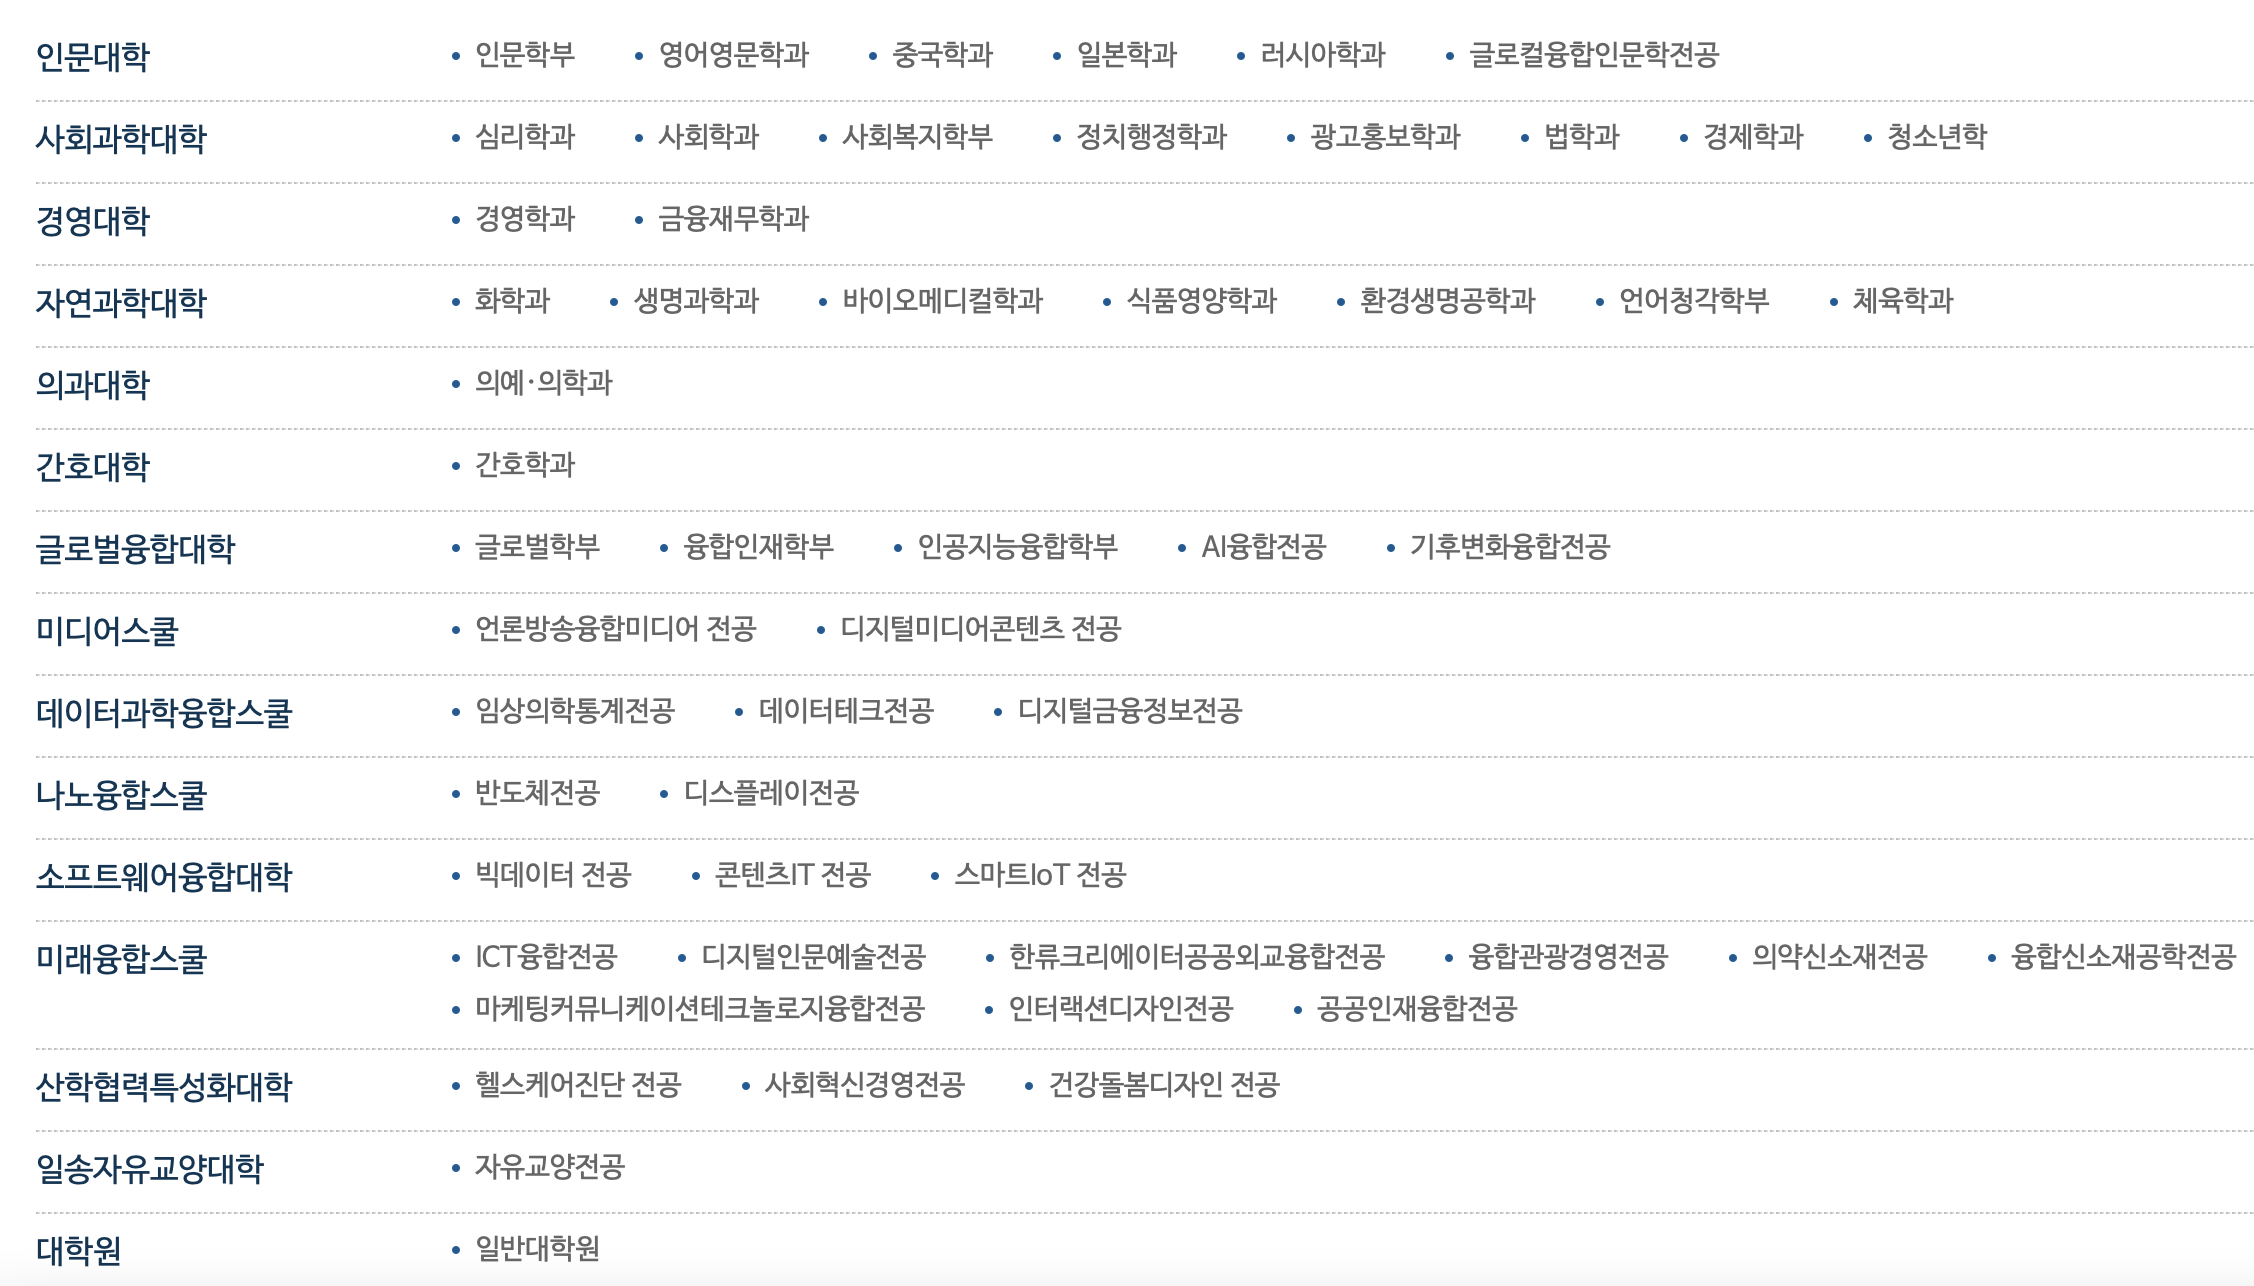 인문대학 • 인문학부 • 영어영문학과 • 중국학과 • 일본학과 • 러시아학과 • 글로컬융합인문학전공
사회과학대학 • 심리학과 • 사회학과 • 사회복지학부 • 정치행정학과 • 광고홍보학과 • 법학과 • 경제학과 • 청소년학
경영대학 • 경영학과 • 금융재무학과
자연과학대학 • 화학과 • 생명과학과 • 바이오메디컬학과 • 식품영양학과 • 환경생명공학과 • 언어청각학부 • 체육학과
의과대학 • 의예·의학과
간호대학 • 간호학과
글로벌융합대학 • 글로벌학부 • 융합인재학부 • 인공지능융합학부 • AI융합전공 • 기후변화융합전공
미디어스쿨 • 언론방송융합미디어 전공 • 디지털미디어콘텐츠 전공
데이터과학융합스쿨 • 임상의학통계전공 • 데이터테크전공 • 디지털금융정보전공
나노융합스쿨 • 반도체전공 • 디스플레이전공
소프트웨어융합대학 • 빅데이터 전공 • 콘텐츠IT 전공 • 스마트IoT 전공
미래융합스쿨 • ICT융합전공 • 디지털인문예술전공 • 한류크리에이터공공외교융합전공 • 융합관광경영전공 • 의약신소재전공 • 융합신소재공학전공
• 마케팅커뮤니케이션테크놀로지융합전공 • 인터랙션디자인전공 • 공공인재융합전공
산학협력특성화대학 • 헬스케어진단 전공 • 사회혁신경영전공 • 건강돌봄디자인 전공
일송자유교양대학 • 자유교양전공
대학원 • 일반대학원